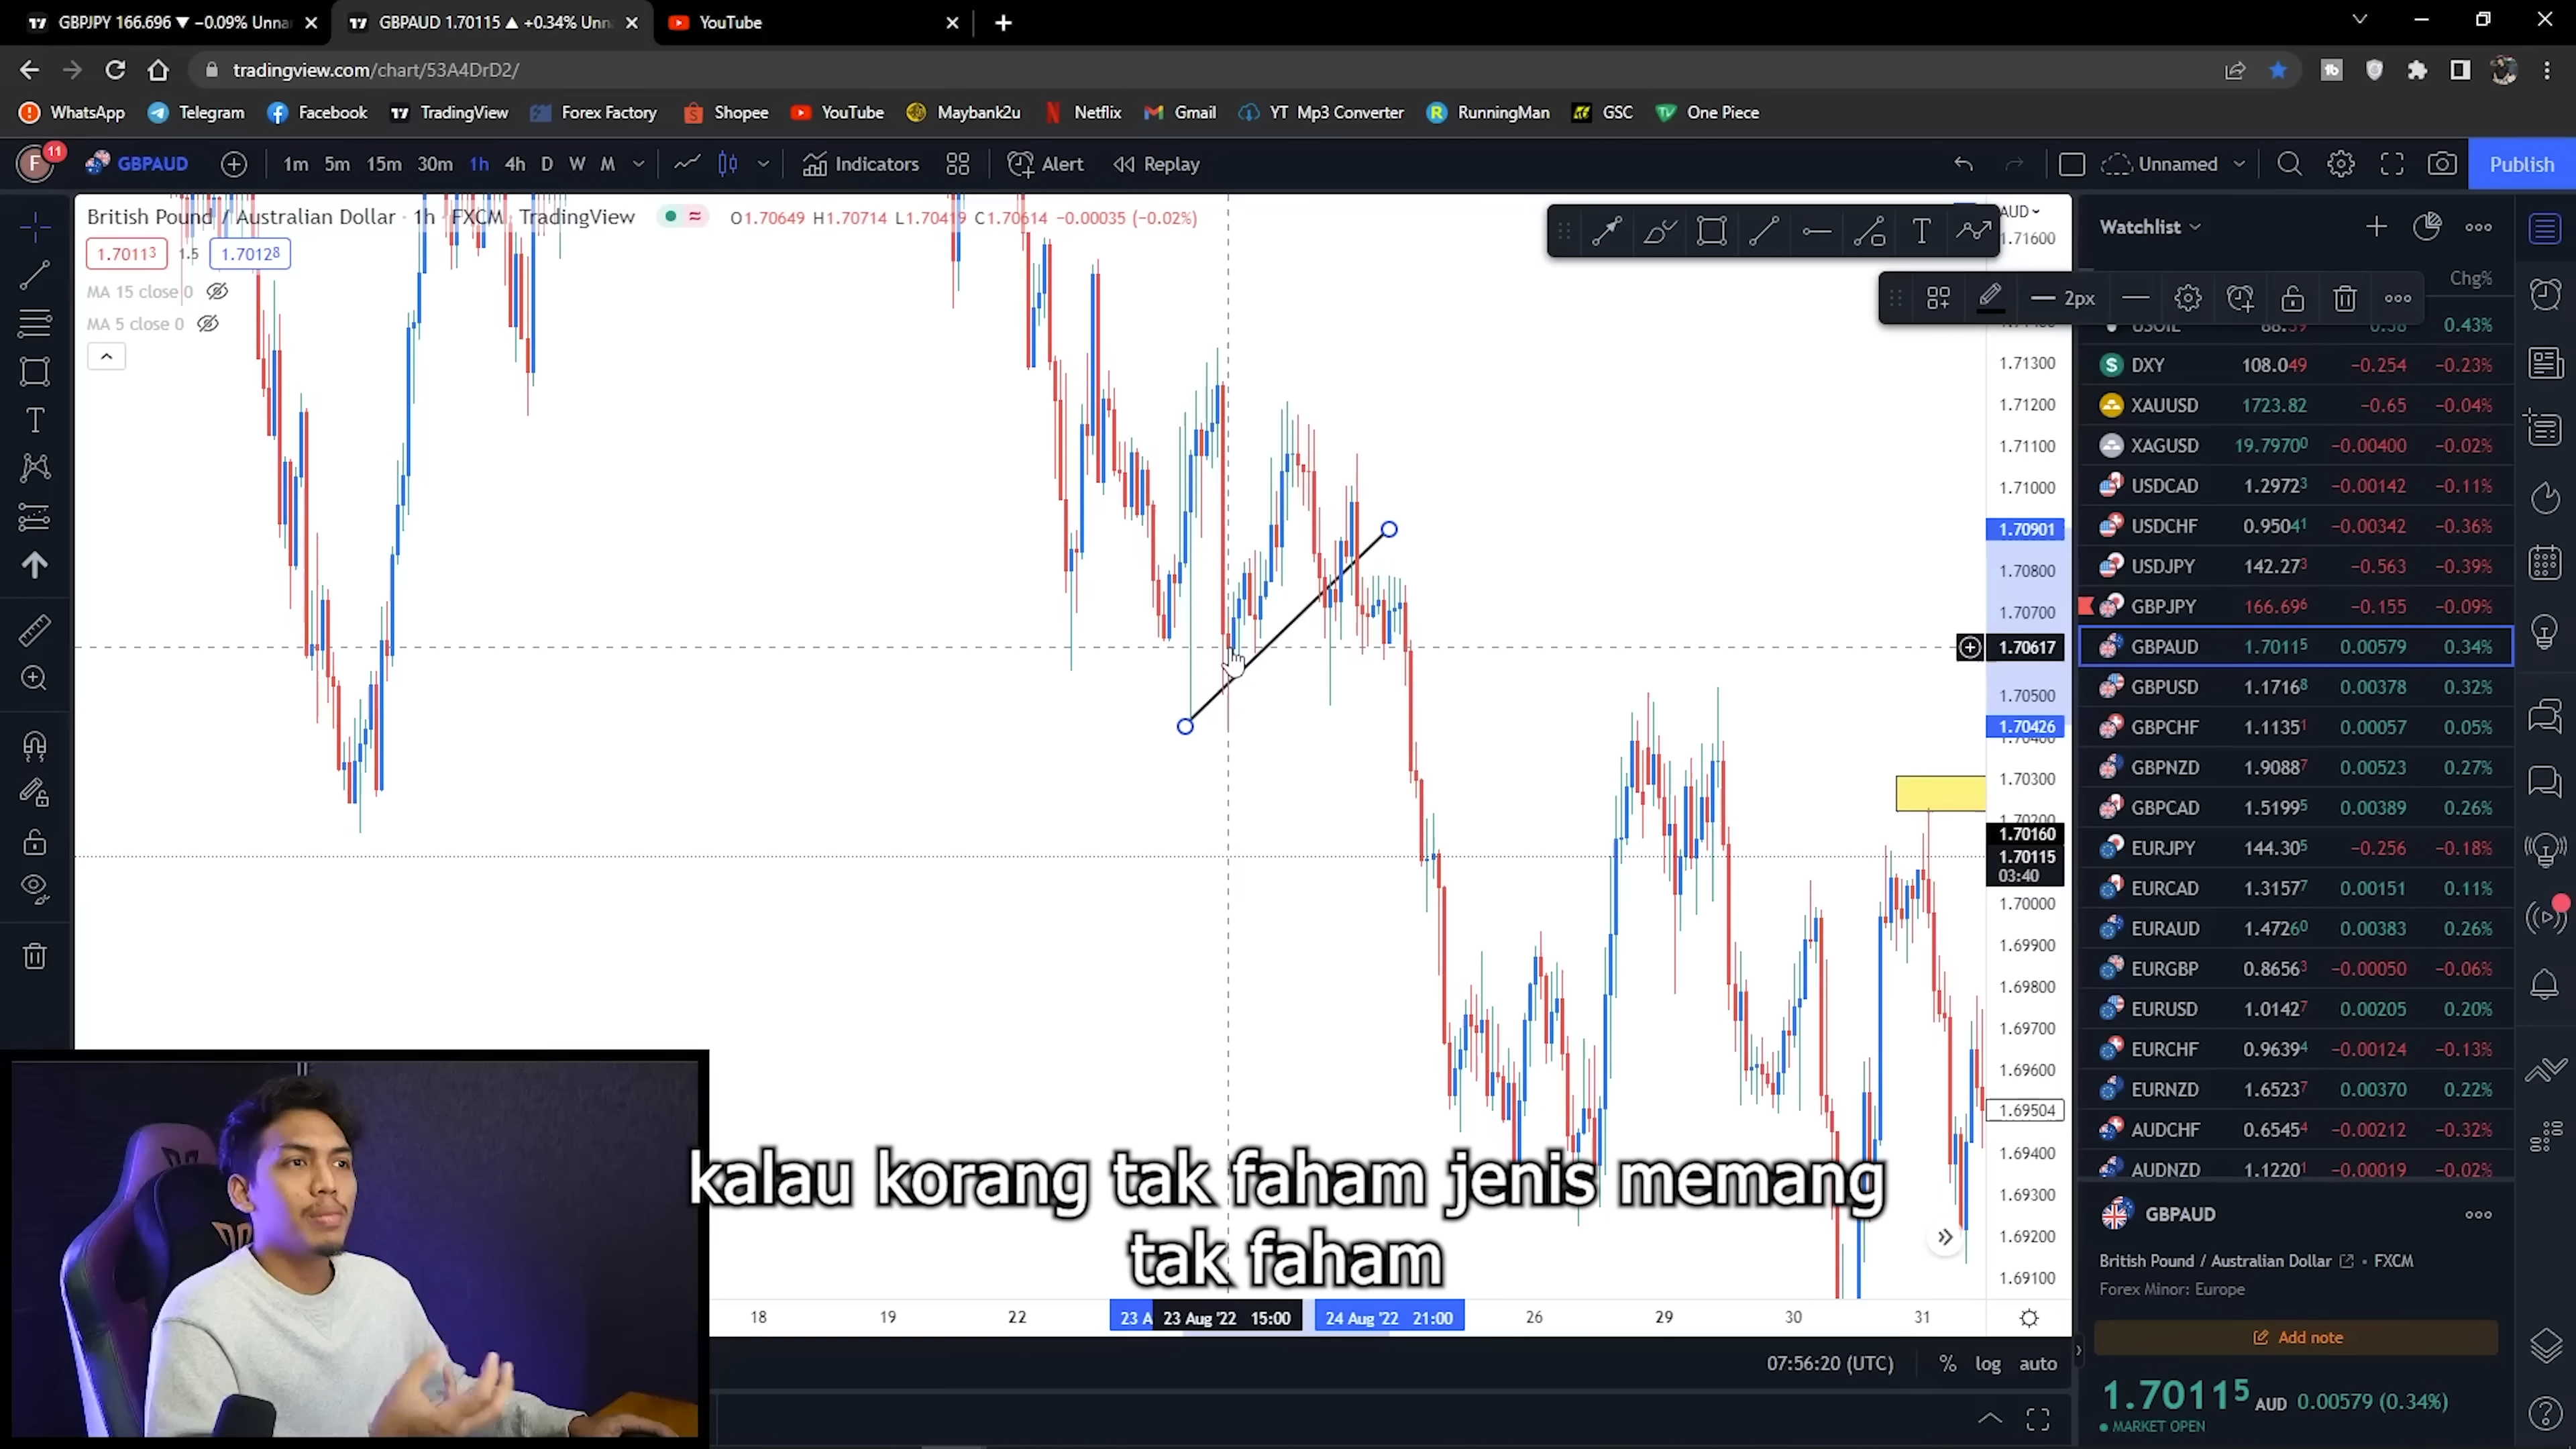 GBPJPY 166.696 ▼ −0.09% Unna
GBPAUD 1.70115 ▲ +0.34% Unn
YouTube
tradingview.com/chart/53A4DrD2/
WhatsApp
Telegram
Facebook
TradingView
Forex Factory
Shopee
YouTube
Maybank2u
Netflix
Gmail
YT Mp3 Converter
RunningMan
GSC
One Piece
F
11
GBPAUD
1m 5m 15m 30m 1h 4h D W M
Indicators
Alert
Replay
Unnamed
Publish
British Pound / Australian Dollar · 1h · FXCM · TradingView
O1.70649 H1.70714 L1.70419 C1.70614 −0.00035 (−0.02%)
1.70113 1.5 1.70128
MA 15 close 0
MA 5 close 0
2px
AUD
1.71600
1.71300
1.71200
1.71100
1.71000
1.70901
1.70800
1.70700
1.70617
1.70500
1.70426
1.70300
1.70160
1.70115
03:40
1.70000
1.69900
1.69800
1.69700
1.69600
1.69504
1.69400
1.69300
1.69200
1.69100
Watchlist
Chg%
0.43%
DXY 108.049 −0.254 −0.23%
XAUUSD 1723.82 −0.65 −0.04%
XAGUSD 19.79700 −0.00400 −0.02%
USDCAD 1.29723 −0.00142 −0.11%
USDCHF 0.95041 −0.00342 −0.36%
USDJPY 142.273 −0.563 −0.39%
GBPJPY 166.696 −0.155 −0.09%
GBPAUD 1.70115 0.00579 0.34%
GBPUSD 1.17168 0.00378 0.32%
GBPCHF 1.11351 0.00057 0.05%
GBPNZD 1.90887 0.00523 0.27%
GBPCAD 1.51995 0.00389 0.26%
EURJPY 144.305 −0.256 −0.18%
EURCAD 1.31577 0.00151 0.11%
EURAUD 1.47260 0.00383 0.26%
EURGBP 0.86563 −0.00050 −0.06%
EURUSD 1.01427 0.00205 0.20%
EURCHF 0.96394 −0.00124 −0.13%
EURNZD 1.65237 0.00370 0.22%
AUDCHF 0.65454 −0.00212 −0.32%
AUDNZD 1.12201 −0.00019 −0.02%
GBPAUD
British Pound / Australian Dollar • FXCM
Forex Minor: Europe
Add note
1.70115 AUD 0.00579 (0.34%)
MARKET OPEN
kalau korang tak faham jenis memang
tak faham
18 19 22 23 A 23 Aug '22 15:00 24 Aug '22 21:00 26 29 30 31
07:56:20 (UTC) % log auto